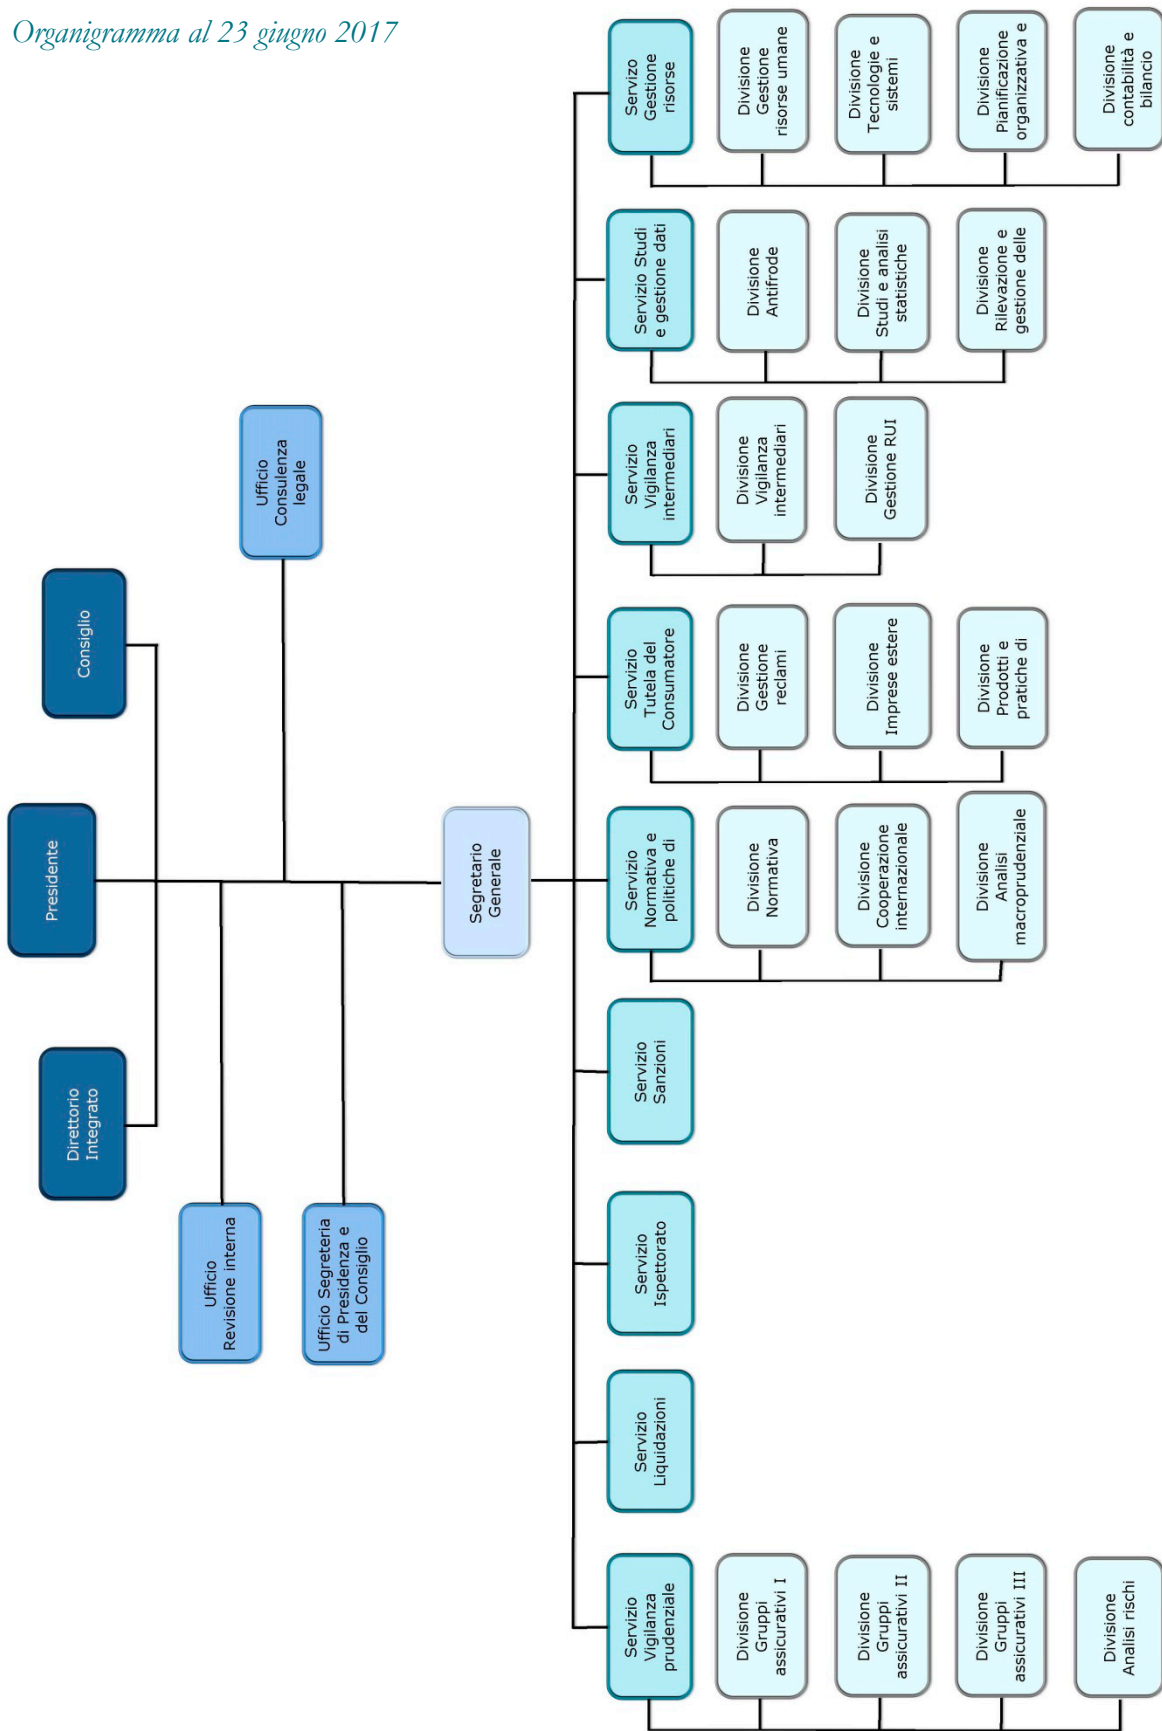 Organigramma al 23 giugno 2017
Presidente
Direttorio
Integrato
Consiglio
Ufficio
Revisione interna
Ufficio
Consulenza
legale
Ufficio Segreteria
di Presidenza e
del Consiglio
Segretario
Generale
Servizio
Vigilanza
prudenziale
Divisione
Gruppi
assicurativi I
Divisione
Gruppi
assicurativi II
Divisione
Gruppi
assicurativi III
Divisione
Analisi rischi
Servizio
Liquidazioni
Servizio
Ispettorato
Servizio
Sanzioni
Servizio
Normativa e
politiche di
Divisione
Normativa
Divisione
Cooperazione
internazionale
Divisione
Analisi
macroprudenziale
Servizio
Tutela del
Consumatore
Divisione
Gestione
reclami
Divisione
Imprese estere
Divisione
Prodotti e
pratiche di
Servizio
Vigilanza
intermediari
Divisione
Vigilanza
intermediari
Divisione
Gestione RUI
Servizio Studi
e gestione dati
Divisione
Antifrode
Divisione
Studi e analisi
statistiche
Divisione
Rilevazione e
gestione delle
Servizo
Gestione
risorse
Divisione
Gestione
risorse umane
Divisione
Tecnologie e
sistemi
Divisione
Pianificazione
organizzativa e
Divisione
contabilità e
bilancio